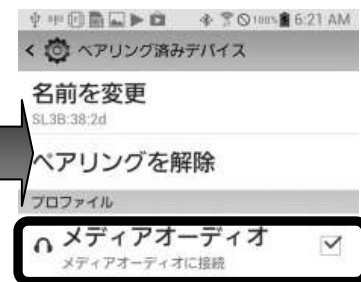 100% 6:21 AM
< ペアリング済みデバイス
名前を変更
SL3B:38:2d
ペアリングを解除
プロファイル
メディアオーディオ
メディアオーディオに接続